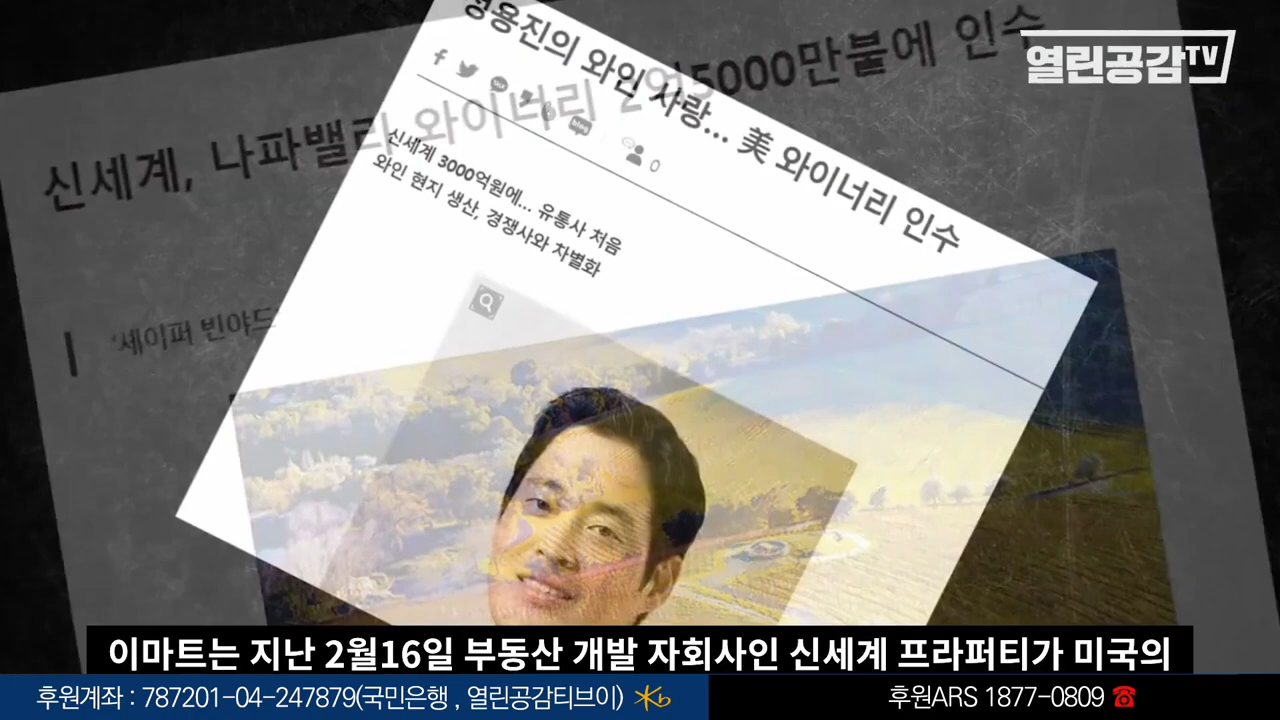 열린공감TV
정용진의 와인 사랑... 美 와이너리 인수
0
신세계 3000억원에... 유통사 처음
와인 현지 생산, 경쟁사와 차별화
신세계, 나파밸리 와이너리 2억5000만불에 인수
'셰이퍼 빈야드'
이마트는 지난 2월16일 부동산 개발 자회사인 신세계 프라퍼티가 미국의
후원계좌 : 787201-04-247879(국민은행 , 열린공감티브이)
후원ARS 1877-0809